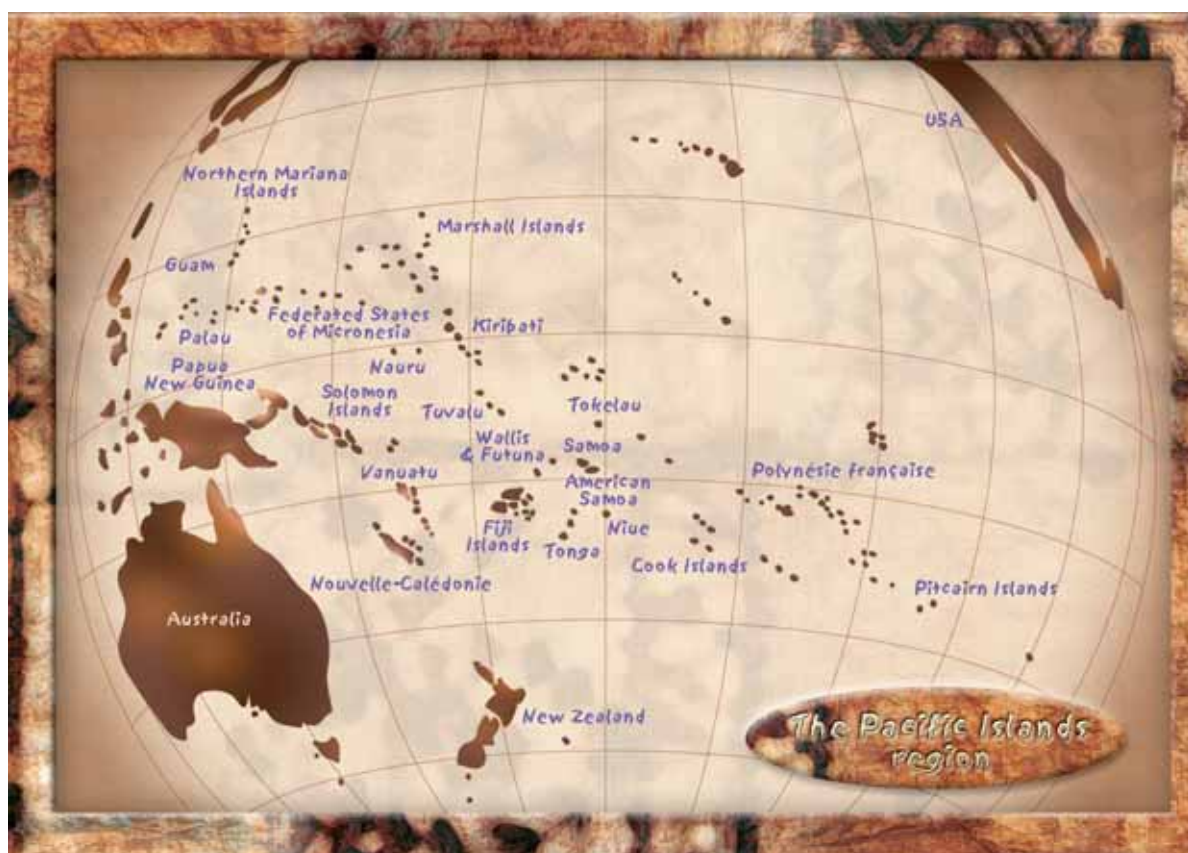 USA
Northern Mariana
Islands
Marshall Islands
Guam
Federated States
of Micronesia
Palau
Kiribati
Nauru
Papua
New Guinea
Solomon
Islands
Tuvalu
Tokelau
Wallis
& Futuna
Samoa
Vanuatu
Polynésie française
American
Samoa
Fiji
Islands
Niue
Tonga
Cook Islands
Nouvelle-Calédonie
Pitcairn Islands
Australia
New Zealand
The Pacific Islands
region